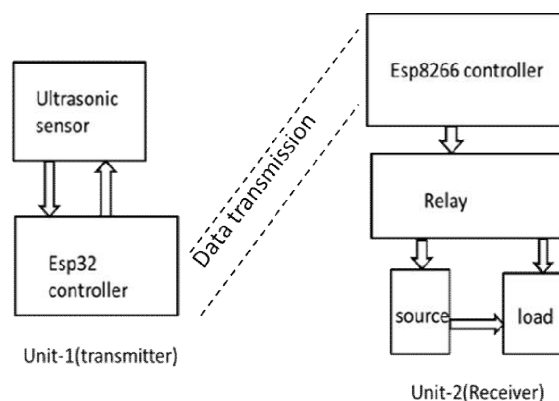 Ultrasonic
sensor
Esp32
controller
Unit-1(transmitter)
Data transmission
Esp8266 controller
Relay
source
load
Unit-2(Receiver)